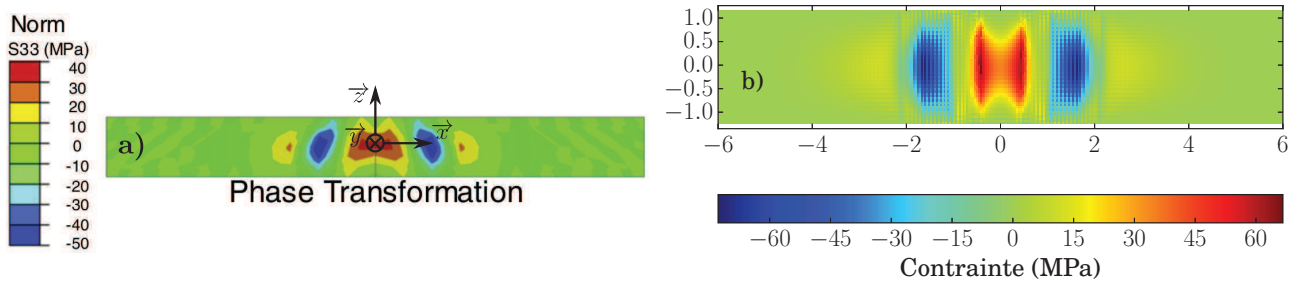 Norm
S33 (MPa)
40
30
20
10
0
-10
-20
-30
-40
-50
a)
z
y
x
Phase Transformation
1.0
0.5
0.0
−0.5
−1.0
b)
−6 −4 −2 0 2 4 6
−60 −45 −30 −15 0 15 30 45 60
Contrainte (MPa)